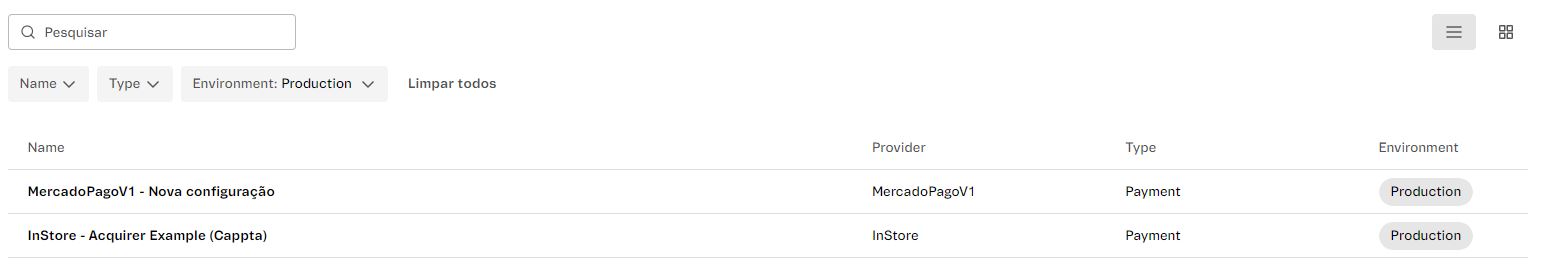 Pesquisar
Name Type Environment: Production Limpar todos
Name Provider Type Environment
MercadoPagoV1 - Nova configuração MercadoPagoV1 Payment Production
InStore - Acquirer Example (Cappta) InStore Payment Production